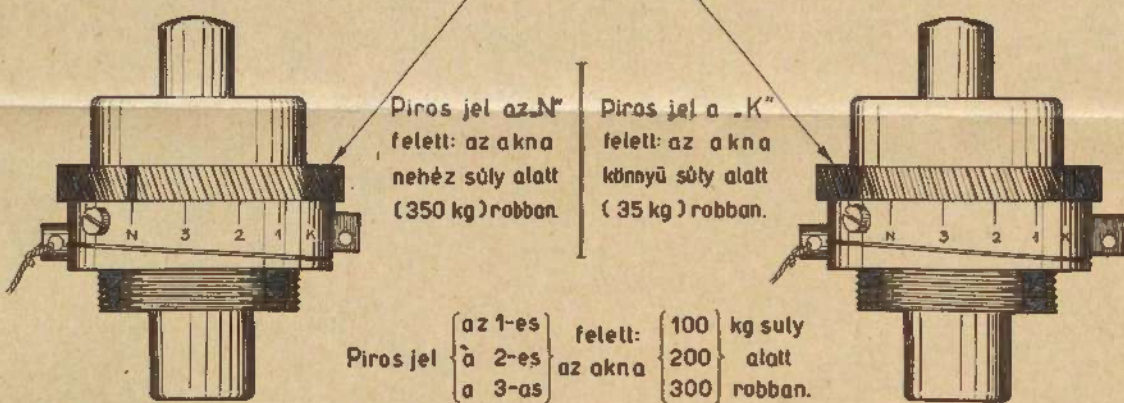 Piros jel az „N”
felett: az akna
nehéz súly alatt
(350 kg) robban.
Piros jel a „K”
felett: az akna
könnyű súly alatt
(35 kg) robban.
N 3 2 1 K
N 3 2 1 K
Piros jel
az 1-es
a 2-es
a 3-as
felett:
az akna
100
200
300
kg suly
alatt
robban.